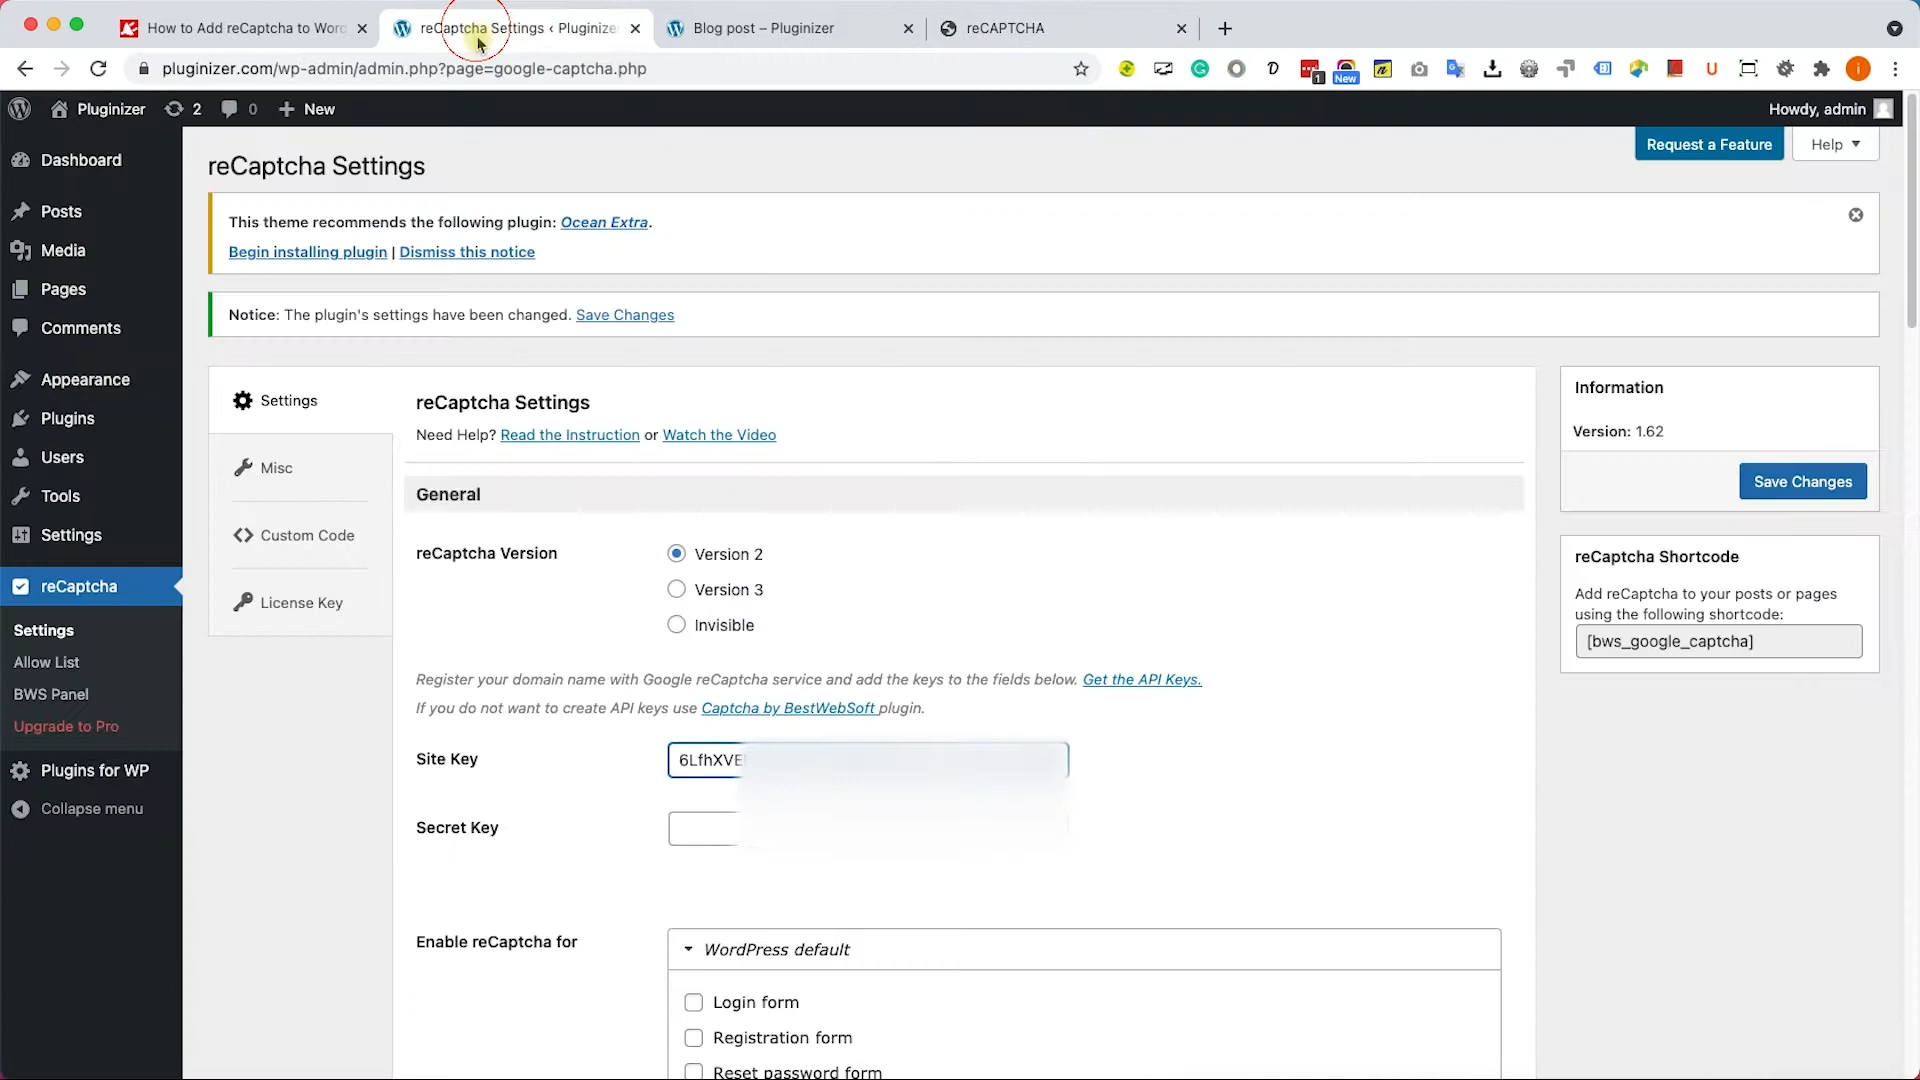 How to Add reCaptcha to Word
reCaptcha Settings ‹ Pluginize
Blog post – Pluginizer
reCAPTCHA
pluginizer.com/wp-admin/admin.php?page=google-captcha.php
1
New
Pluginizer
2
0
New
Howdy, admin
Dashboard
Posts
Media
Pages
Comments
Appearance
Plugins
Users
Tools
Settings
reCaptcha
Settings
Allow List
BWS Panel
Upgrade to Pro
Plugins for WP
Collapse menu
reCaptcha Settings
Request a Feature
Help
This theme recommends the following plugin: Ocean Extra.
Begin installing plugin | Dismiss this notice
Notice: The plugin's settings have been changed. Save Changes
Settings
Misc
Custom Code
License Key
reCaptcha Settings
Need Help? Read the Instruction or Watch the Video
General
reCaptcha Version
Version 2
Version 3
Invisible
Register your domain name with Google reCaptcha service and add the keys to the fields below. Get the API Keys.
If you do not want to create API keys use Captcha by BestWebSoft plugin.
Site Key
6LfhXVE
Secret Key
Enable reCaptcha for
WordPress default
Login form
Registration form
Reset password form
Information
Version: 1.62
Save Changes
reCaptcha Shortcode
Add reCaptcha to your posts or pages
using the following shortcode:
[bws_google_captcha]